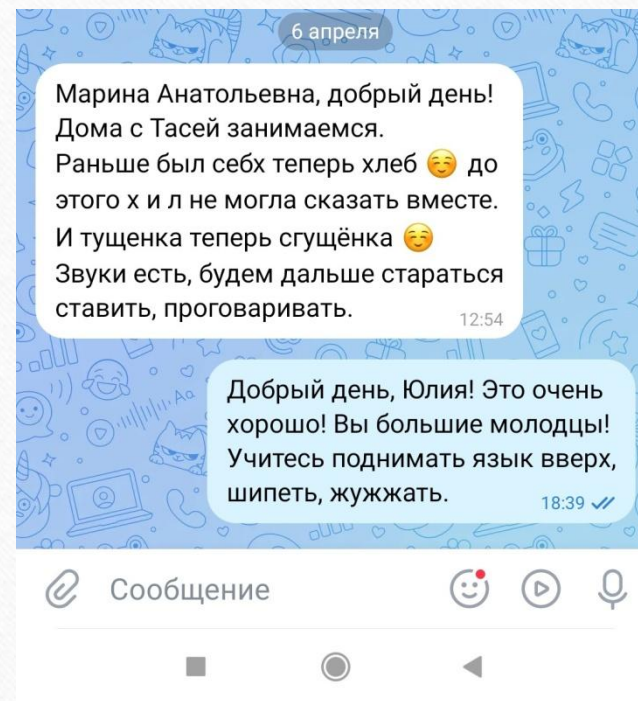 6 апреля
Марина Анатольевна, добрый день!
Дома с Тасей занимаемся.
Раньше был себх теперь хлеб ☺️ до
этого х и л не могла сказать вместе.
И тущенка теперь сгущёнка ☺️
Звуки есть, будем дальше стараться
ставить, проговаривать.
12:54
Добрый день, Юлия! Это очень
хорошо! Вы большие молодцы!
Учитесь поднимать язык вверх,
шипеть, жужжать.
18:39
Сообщение